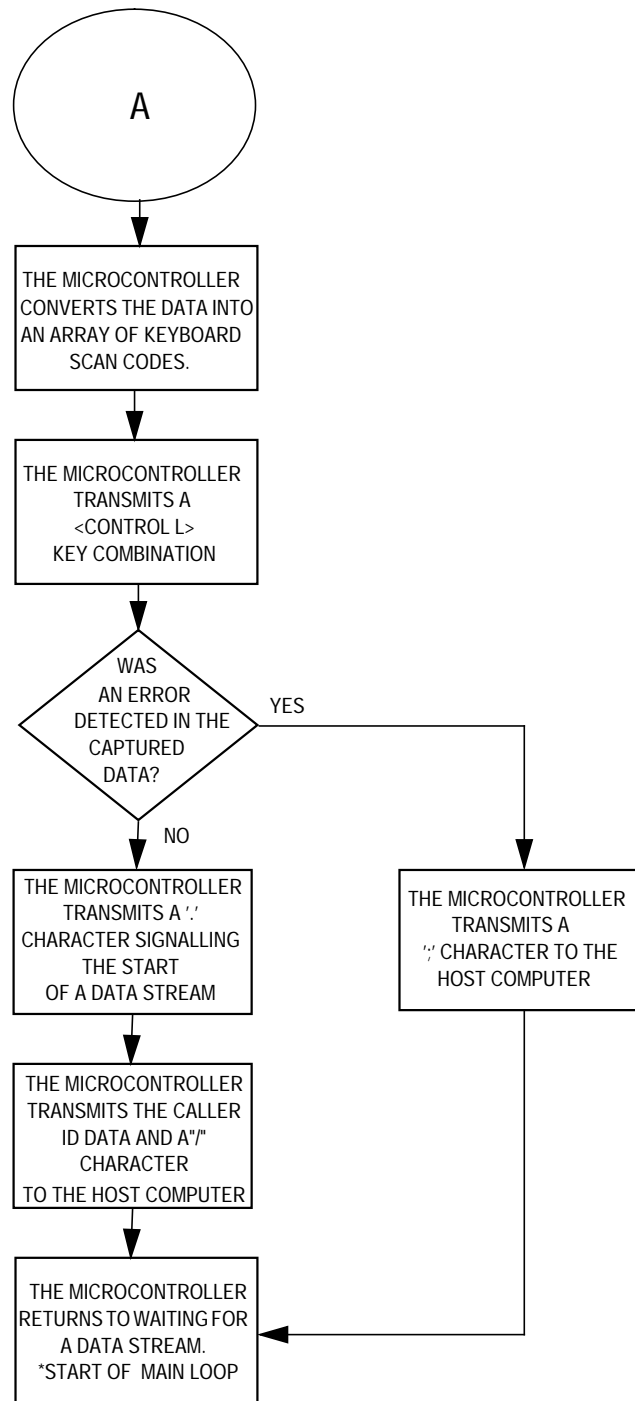 A
THE MICROCONTROLLER
CONVERTS THE DATA INTO
AN ARRAY OF KEYBOARD
SCAN CODES.
THE MICROCONTROLLER
TRANSMITS A
<CONTROL L>
KEY COMBINATION
WAS
AN ERROR
DETECTED IN THE
CAPTURED
DATA?
YES
NO
THE MICROCONTROLLER
TRANSMITS A '.'
CHARACTER SIGNALLING
THE START
OF A DATA STREAM
THE MICROCONTROLLER
TRANSMITS A
';' CHARACTER TO THE
HOST COMPUTER
THE MICROCONTROLLER
TRANSMITS THE CALLER
ID DATA AND A"/"
CHARACTER
TO THE HOST COMPUTER
THE MICROCONTROLLER
RETURNS TO WAITING FOR
A DATA STREAM.
*START OF MAIN LOOP